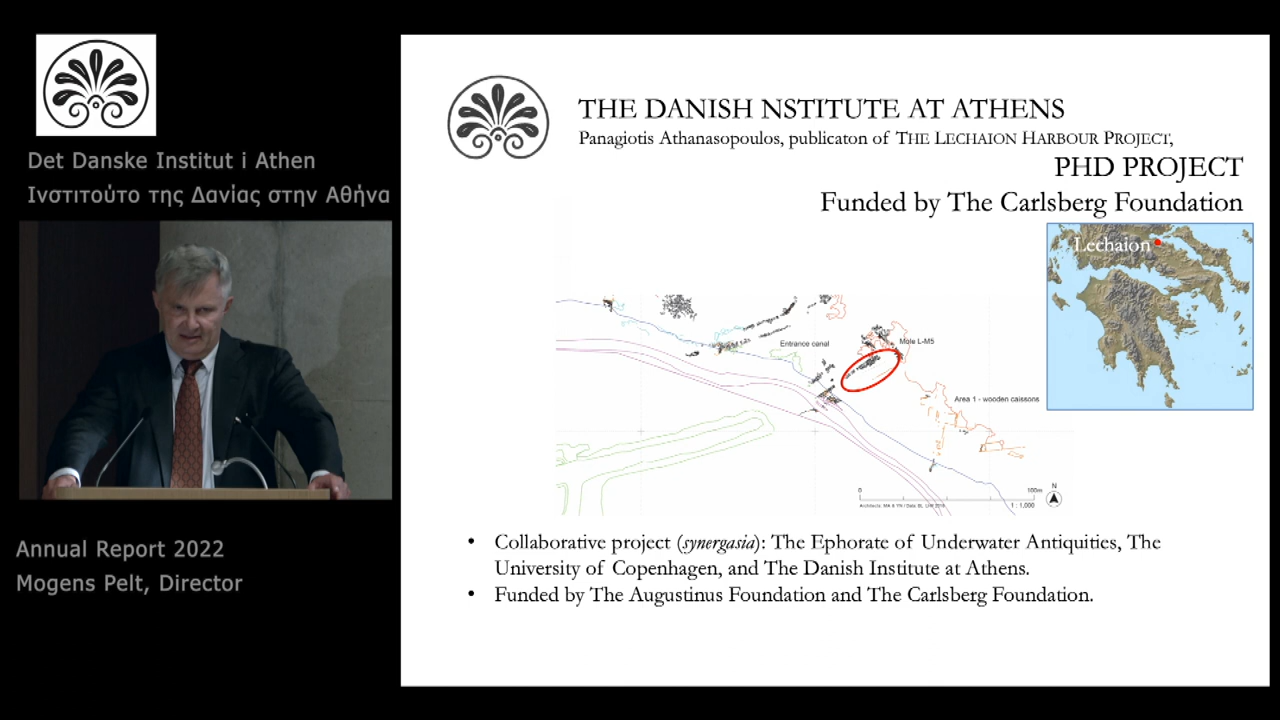 Det Danske Institut i Athen
Ινστιτούτο της Δανίας στην Αθήνα
Annual Report 2022
Mogens Pelt, Director
THE DANISH NSTITUTE AT ATHENS
Panagiotis Athanasopoulos, publicaton of THE LECHAION HARBOUR PROJECT,
PHD PROJECT
Funded by The Carlsberg Foundation
Lechaion
Entrance canal
Mole L-M5
Area 1 - wooden caissons
0
100m
N
1 : 1,000
• Collaborative project (synergasia): The Ephorate of Underwater Antiquities, The
University of Copenhagen, and The Danish Institute at Athens.
• Funded by The Augustinus Foundation and The Carlsberg Foundation.